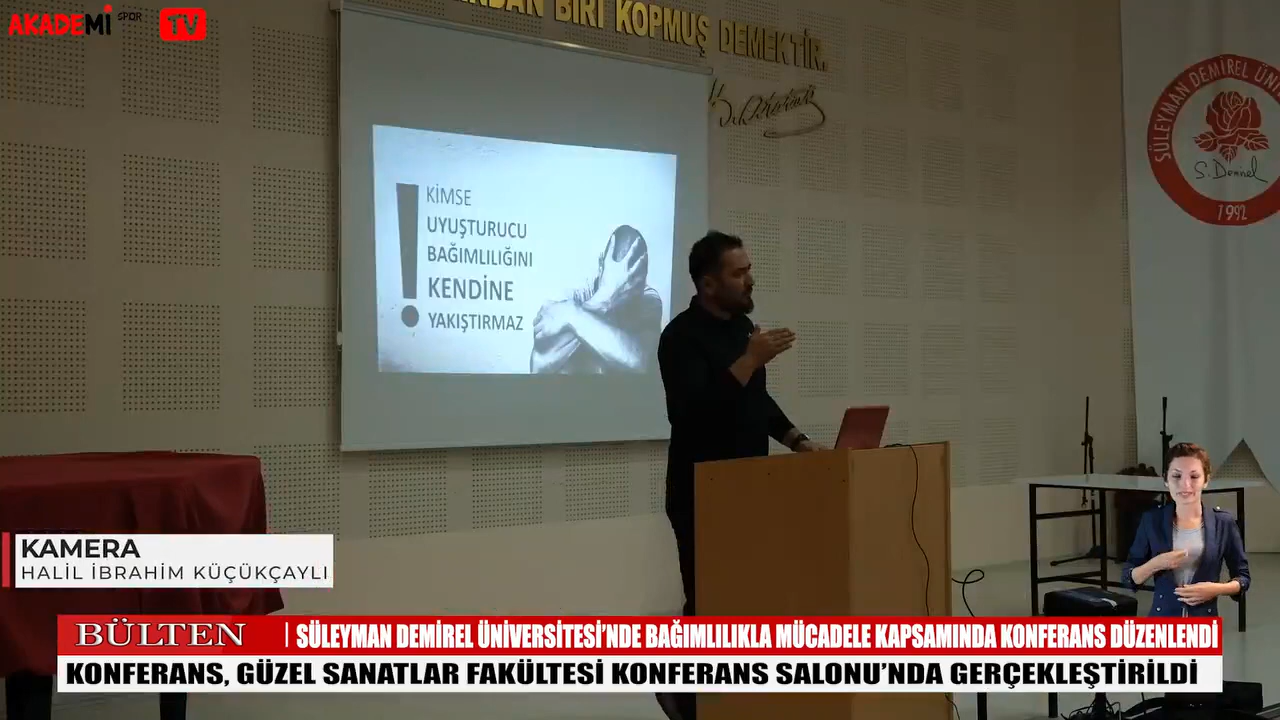 AKADEMİ SPOR TV
BİRİ KOPMUŞ DEMEKTİR.
SÜLEYMAN DEMİREL
S. Demirel
1992
KİMSE
UYUŞTURUCU
BAĞIMLILIĞINI
KENDİNE
YAKIŞTIRMAZ
!
KAMERA
HALİL İBRAHİM KÜÇÜKÇAYLI
BÜLTEN | SÜLEYMAN DEMİREL ÜNİVERSİTESİ'NDE BAĞIMLILIKLA MÜCADELE KAPSAMINDA KONFERANS DÜZENLENDİ
KONFERANS, GÜZEL SANATLAR FAKÜLTESİ KONFERANS SALONU'NDA GERÇEKLEŞTİRİLDİ